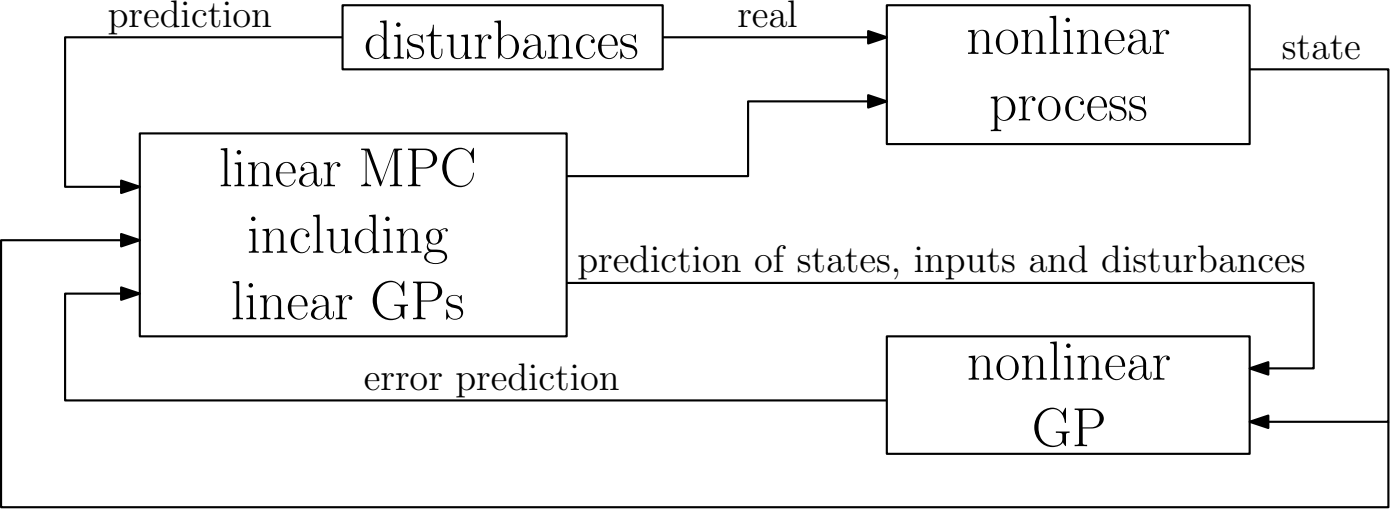 prediction
disturbances
real
nonlinear
process
state
linear MPC
including
linear GPs
prediction of states, inputs and disturbances
error prediction
nonlinear
GP